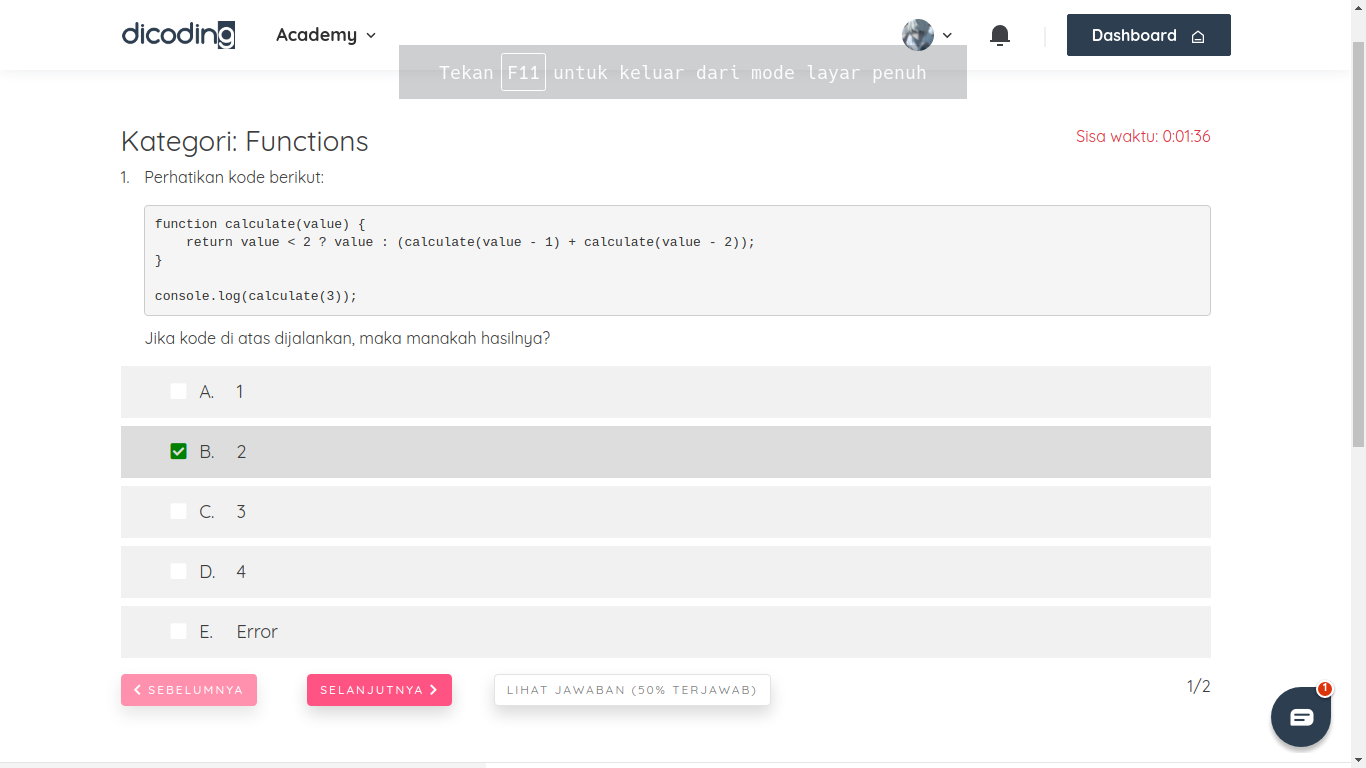 dicoding
Academy
Dashboard
Tekan F11 untuk keluar dari mode layar penuh
Kategori: Functions
Sisa waktu: 0:01:36
1. Perhatikan kode berikut:
function calculate(value) {
    return value < 2 ? value : (calculate(value - 1) + calculate(value - 2));
}
console.log(calculate(3));
Jika kode di atas dijalankan, maka manakah hasilnya?
A. 1
B. 2
C. 3
D. 4
E. Error
SEBELUMNYA
SELANJUTNYA
LIHAT JAWABAN (50% TERJAWAB)
1/2
1